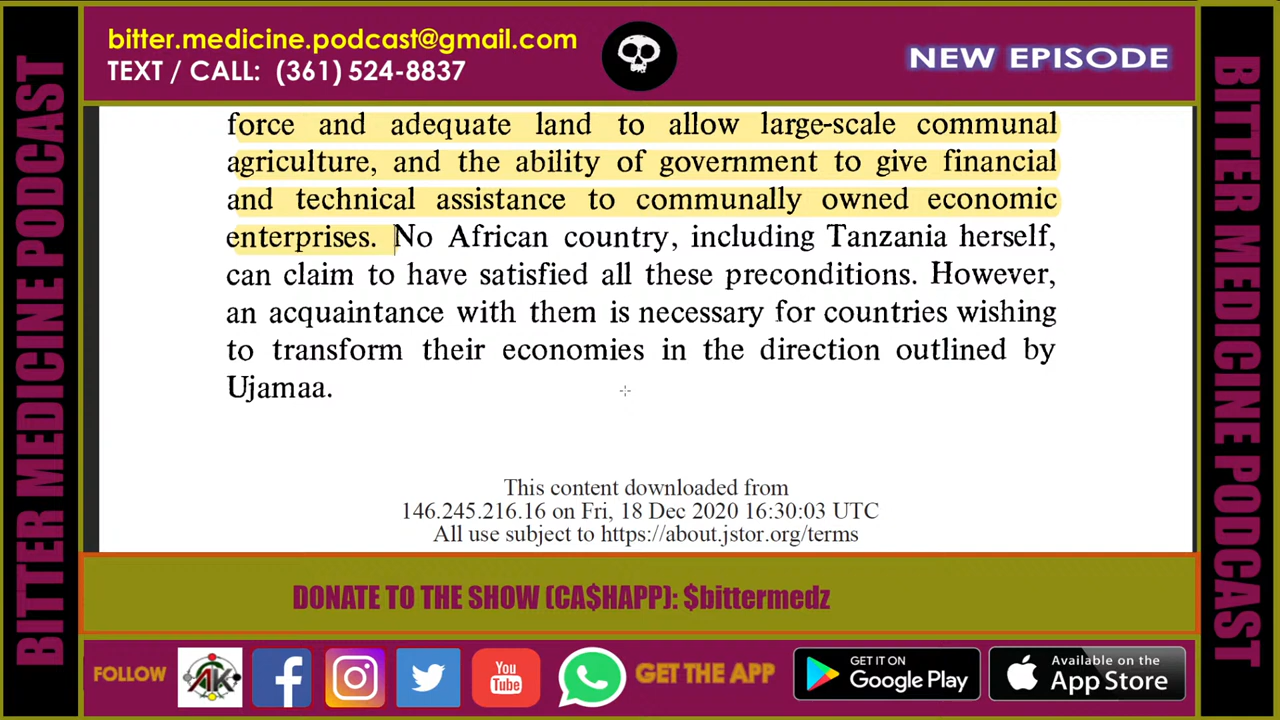 bitter.medicine.podcast@gmail.com
TEXT / CALL: (361) 524-8837
NEW EPISODE
BITTER MEDICINE PODCAST
force and adequate land to allow large-scale communal
agriculture, and the ability of government to give financial
and technical assistance to communally owned economic
enterprises. No African country, including Tanzania herself,
can claim to have satisfied all these preconditions. However,
an acquaintance with them is necessary for countries wishing
to transform their economies in the direction outlined by
Ujamaa.
This content downloaded from
146.245.216.16 on Fri, 18 Dec 2020 16:30:03 UTC
All use subject to https://about.jstor.org/terms
BITTER MEDICINE PODCAST
DONATE TO THE SHOW (CA$HAPP): $bittermedz
FOLLOW
ATK
You
Tube
GET THE APP
GET IT ON
Google Play
Available on the
App Store